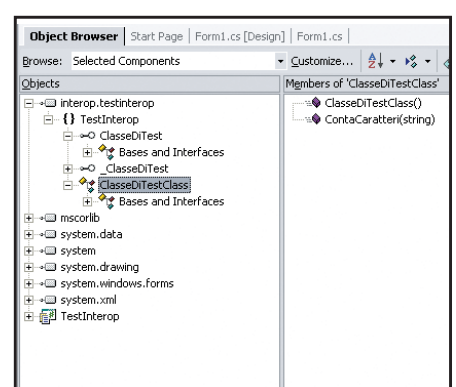 Object Browser Start Page Form1.cs [Design] Form1.cs
Browse: Selected Components Customize...
Objects
interop.testinterop
{} TestInterop
ClasseDiTest
Bases and Interfaces
_ClasseDiTest
ClasseDiTestClass
Bases and Interfaces
mscorlib
system.data
system
system.drawing
system.windows.forms
system.xml
TestInterop
Members of 'ClasseDiTestClass'
ClasseDiTestClass()
ContaCaratteri(string)